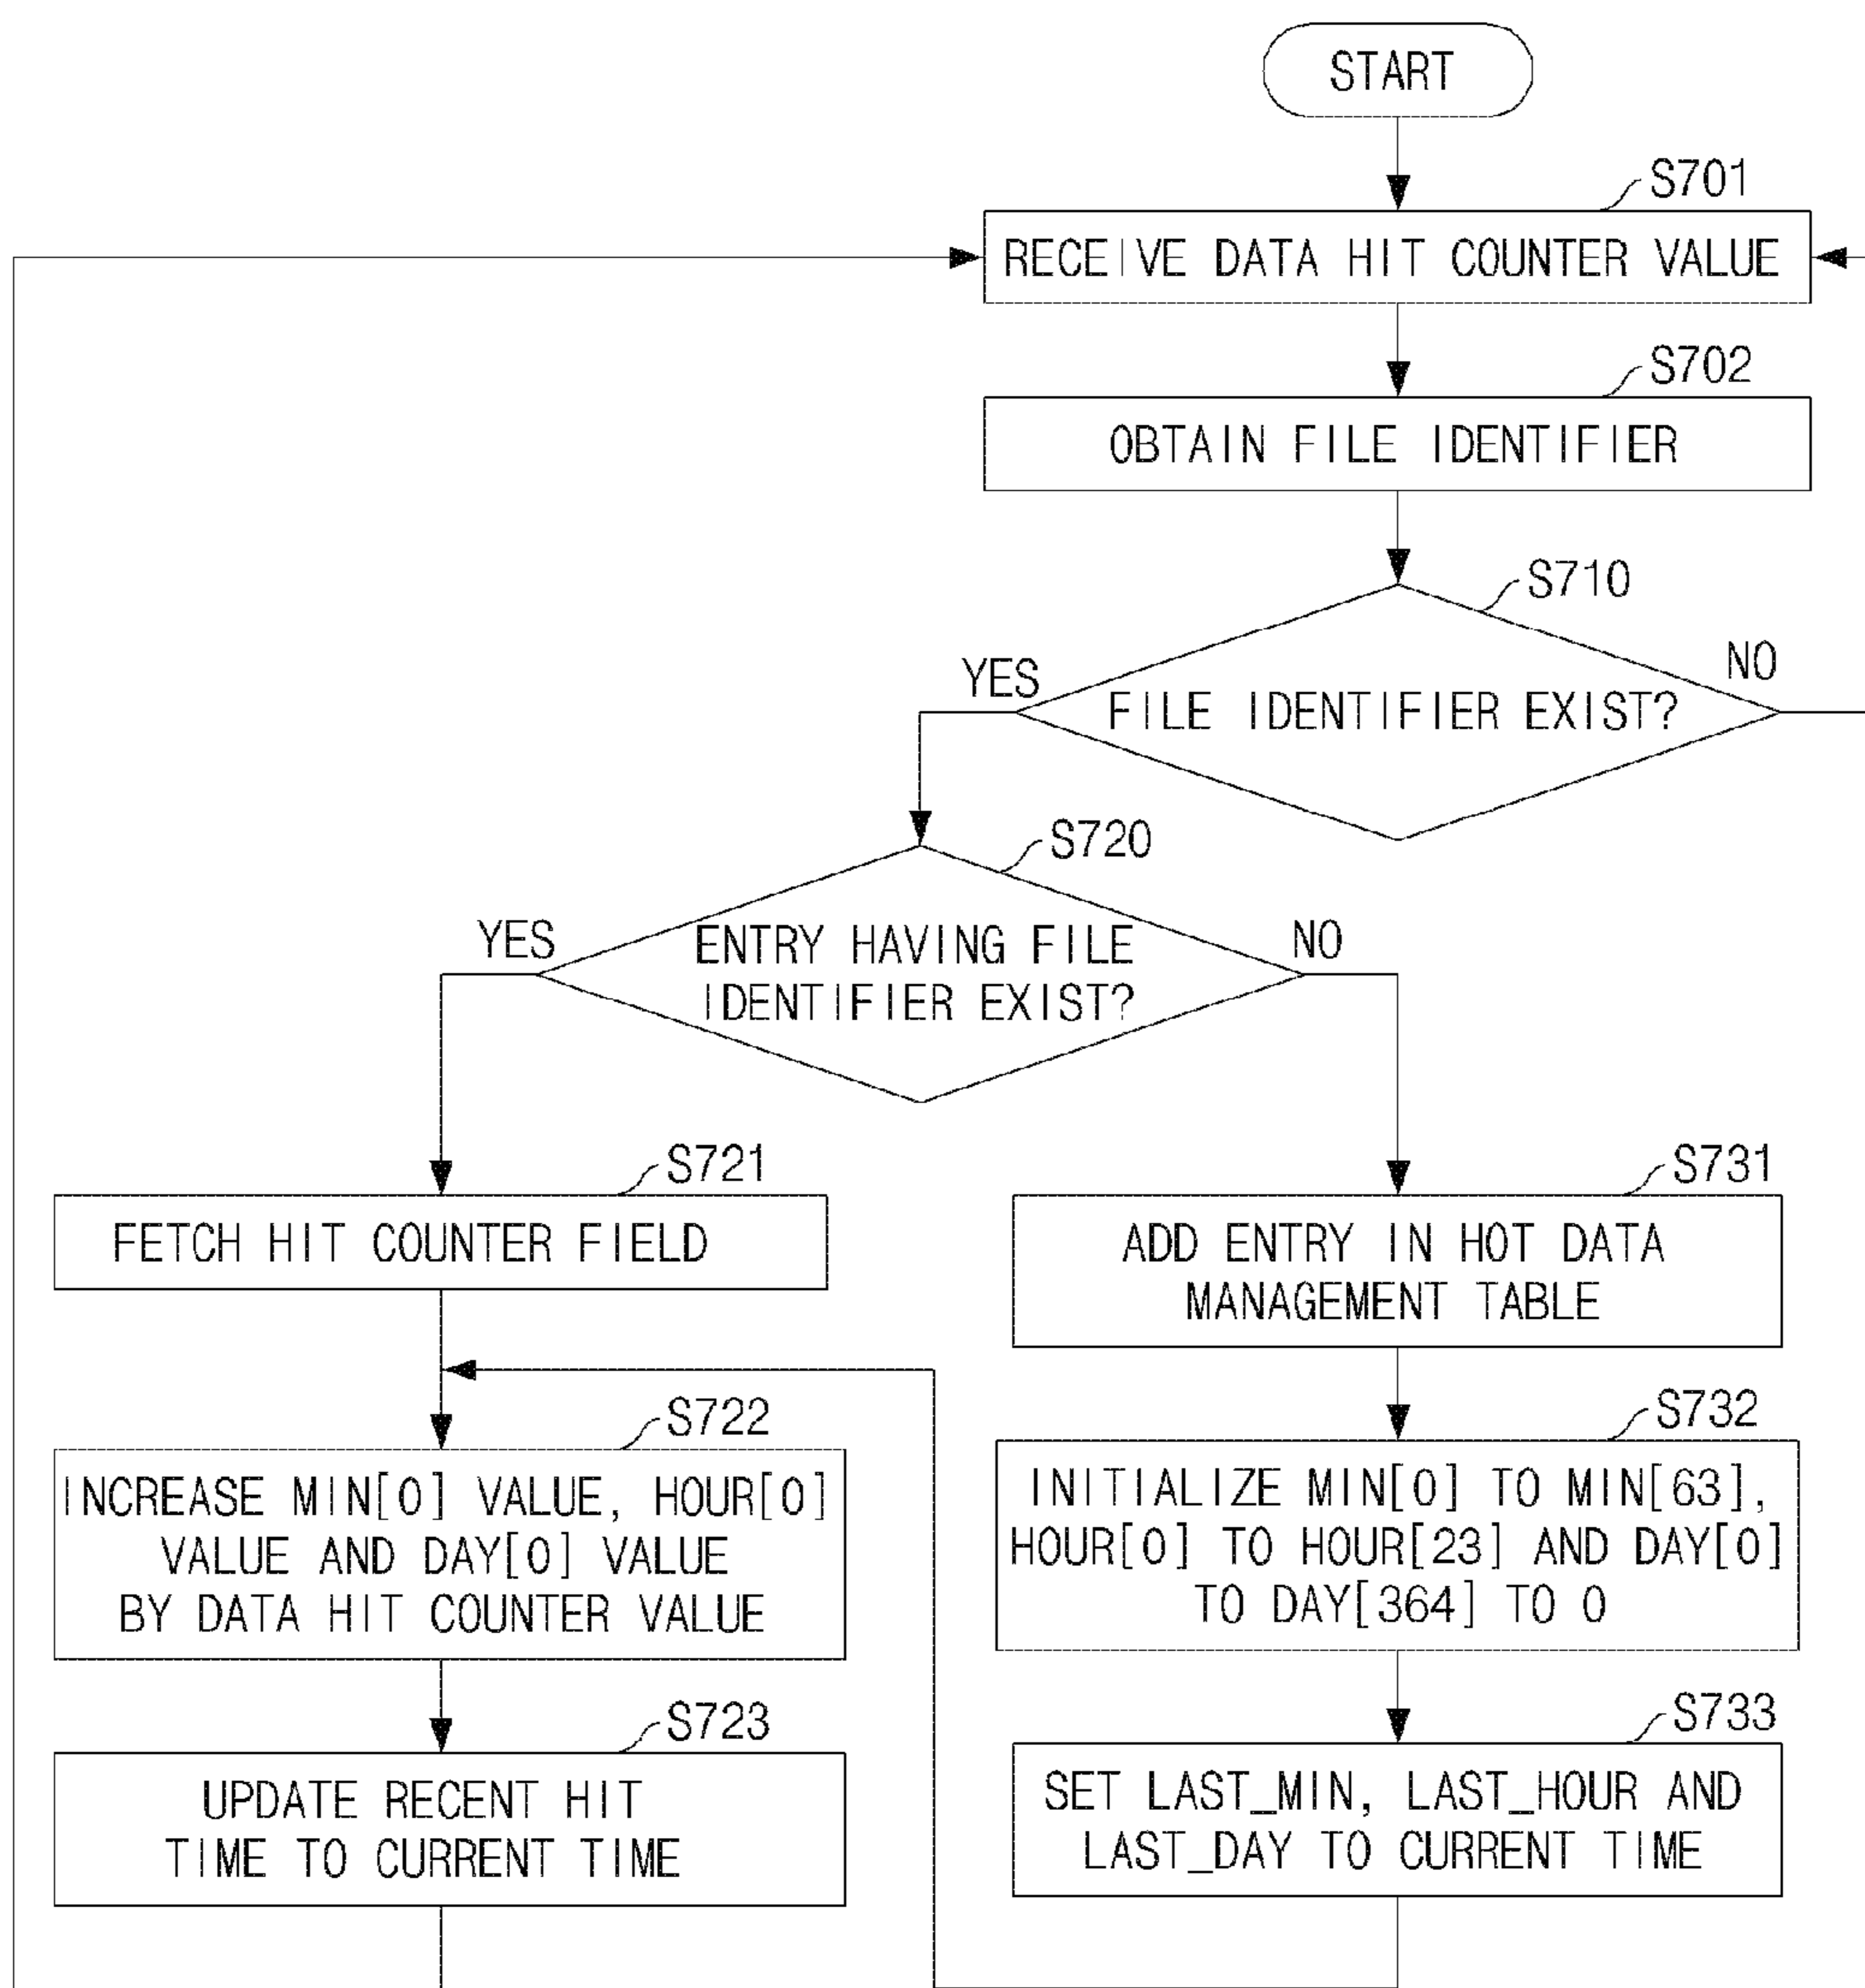 START
S701
RECEIVE DATA HIT COUNTER VALUE
S702
OBTAIN FILE IDENTIFIER
S710
YES
NO
FILE IDENTIFIER EXIST?
S720
YES
NO
ENTRY HAVING FILE
IDENTIFIER EXIST?
S721
FETCH HIT COUNTER FIELD
S731
ADD ENTRY IN HOT DATA
MANAGEMENT TABLE
S722
INCREASE MIN[0] VALUE, HOUR[0]
VALUE AND DAY[0] VALUE
BY DATA HIT COUNTER VALUE
S732
INITIALIZE MIN[0] TO MIN[63],
HOUR[0] TO HOUR[23] AND DAY[0]
TO DAY[364] TO 0
S723
UPDATE RECENT HIT
TIME TO CURRENT TIME
S733
SET LAST_MIN, LAST_HOUR AND
LAST_DAY TO CURRENT TIME